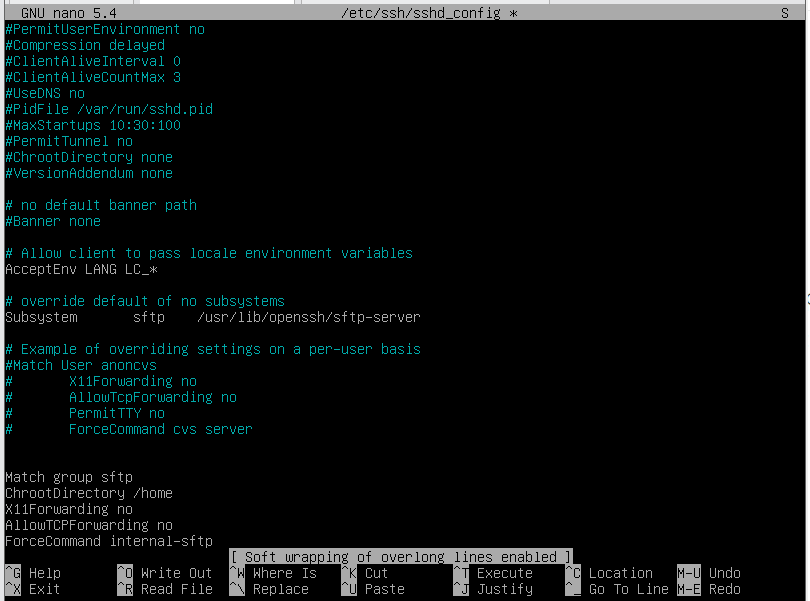 GNU nano 5.4 /etc/ssh/sshd_config * S
#PermitUserEnvironment no
#Compression delayed
#ClientAliveInterval 0
#ClientAliveCountMax 3
#UseDNS no
#PidFile /var/run/sshd.pid
#MaxStartups 10:30:100
#PermitTunnel no
#ChrootDirectory none
#VersionAddendum none
# no default banner path
#Banner none
# Allow client to pass locale environment variables
AcceptEnv LANG LC_*
# override default of no subsystems
Subsystem sftp /usr/lib/openssh/sftp-server
# Example of overriding settings on a per-user basis
#Match User anoncvs
# X11Forwarding no
# AllowTcpForwarding no
# PermitTTY no
# ForceCommand cvs server
Match group sftp
ChrootDirectory /home
X11Forwarding no
AllowTCPForwarding no
ForceCommand internal-sftp
[ Soft wrapping of overlong lines enabled ]
^G Help ^O Write Out ^W Where Is ^K Cut ^T Execute ^C Location M-U Undo
^X Exit ^R Read File ^\ Replace ^U Paste ^J Justify ^_ Go To Line M-E Redo